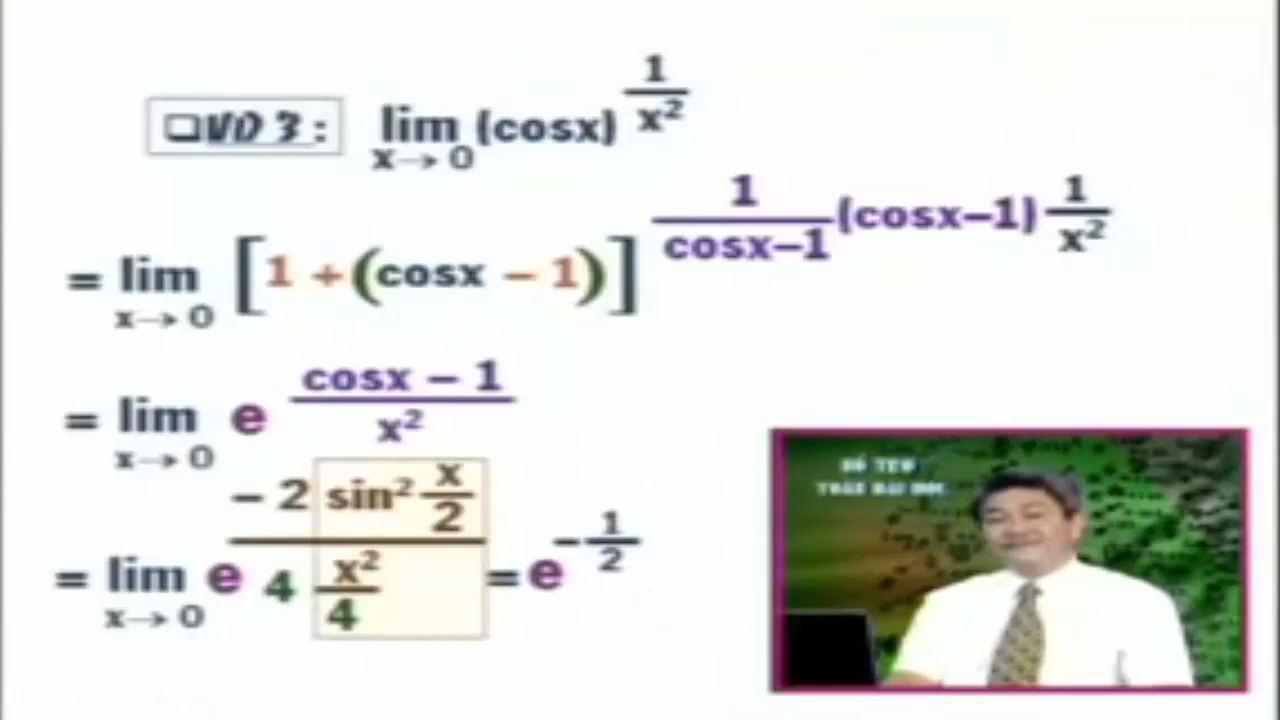 ❑VD 3 : lim (cosx)^(1/x²)
x→0
= lim [1 + (cosx − 1)]^(1/(cosx−1) (cosx−1) 1/x²)
x→0
= lim e^((cosx − 1)/x²)
x→0
= lim e^((−2 sin² x/2)/(4 x²/4)) = e^(−1/2)
x→0